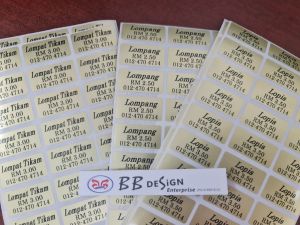 Lompat Tikam
RM 3.00
012-470 4714
Lompang
RM 2.50
012-470 4714
Lopis
RM 2.50
012-470 4714
BB DESIGN
Enterprise